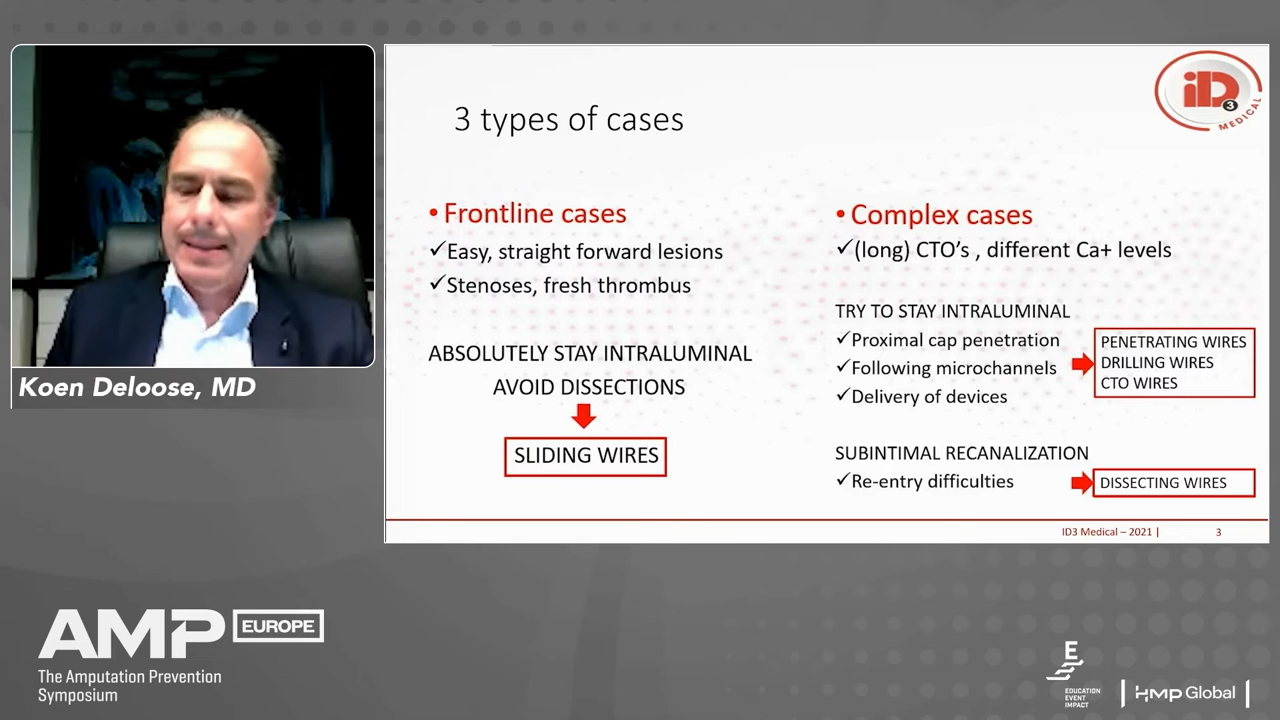 3 types of cases
iD3
MEDICAL
• Frontline cases
✓Easy, straight forward lesions
✓Stenoses, fresh thrombus
ABSOLUTELY STAY INTRALUMINAL
AVOID DISSECTIONS
SLIDING WIRES
• Complex cases
✓(long) CTO's , different Ca+ levels
TRY TO STAY INTRALUMINAL
✓Proximal cap penetration
✓Following microchannels
✓Delivery of devices
PENETRATING WIRES
DRILLING WIRES
CTO WIRES
SUBINTIMAL RECANALIZATION
✓Re-entry difficulties
DISSECTING WIRES
ID3 Medical – 2021 |
3
Koen Deloose, MD
AMP EUROPE
The Amputation Prevention
Symposium
E
EDUCATION
EVENT
IMPACT
HMP Global